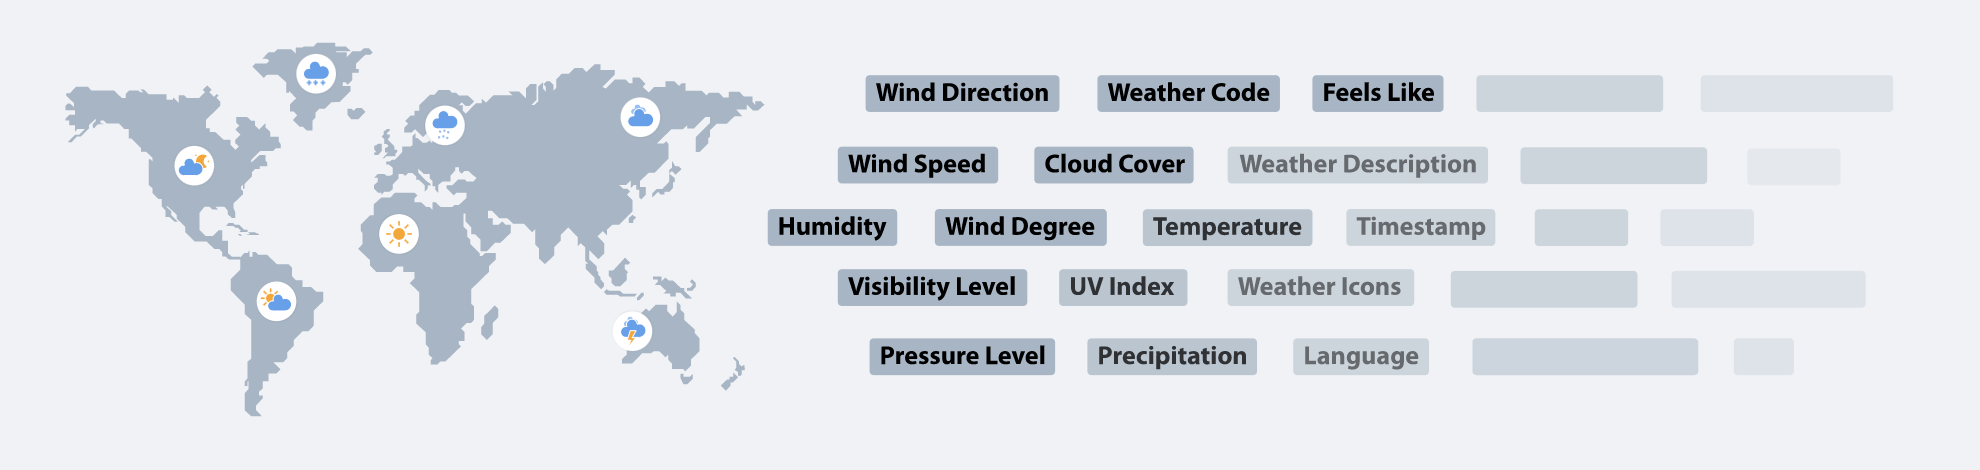 Wind Direction Weather Code Feels Like
Wind Speed Cloud Cover Weather Description
Humidity Wind Degree Temperature Timestamp
Visibility Level UV Index Weather Icons
Pressure Level Precipitation Language